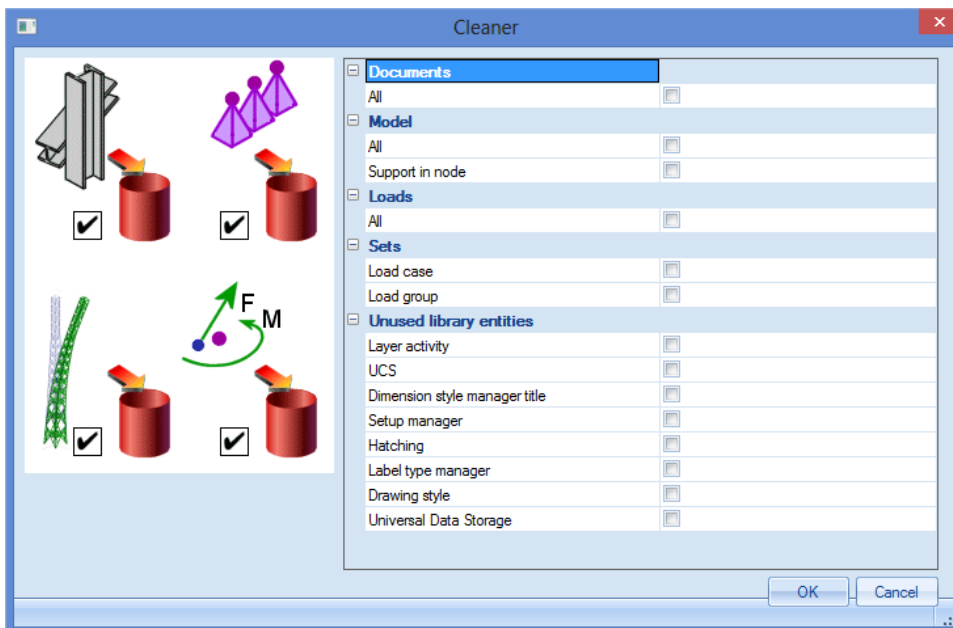 Cleaner
Documents
All
Model
All
Support in node
Loads
All
Sets
Load case
Load group
Unused library entities
Layer activity
UCS
Dimension style manager title
Setup manager
Hatching
Label type manager
Drawing style
Universal Data Storage
F
M
OK
Cancel